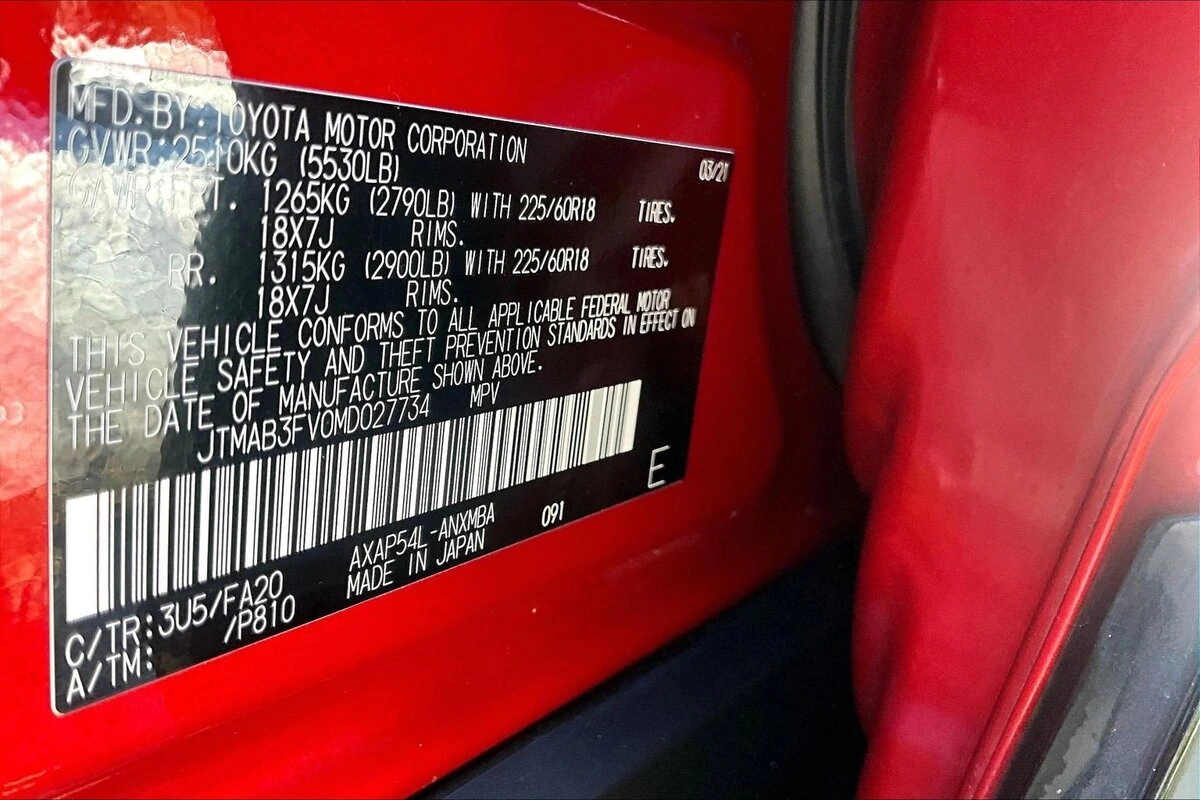 MFD. BY: TOYOTA MOTOR CORPORATION 03/21
GVWR: 2510KG (5530LB)
GAWR: FRT. 1265KG (2790LB) WITH 225/60R18 TIRES.
18X7J RIMS.
RR. 1315KG (2900LB) WITH 225/60R18 TIRES.
18X7J RIMS.
THIS VEHICLE CONFORMS TO ALL APPLICABLE FEDERAL MOTOR
VEHICLE SAFETY AND THEFT PREVENTION STANDARDS IN EFFECT ON
THE DATE OF MANUFACTURE SHOWN ABOVE.
JTMAB3FV0MD027734 MPV
E
AXAP54L-ANXMBA 091
MADE IN JAPAN
C/TR: 3U5/FA20
A/TM: /P810